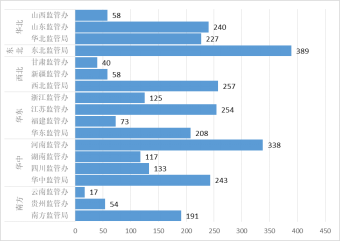 华北
山西监管办 58
山东监管办 240
华北监管局 227
东北
东北监管局 389
西北
甘肃监管办 40
新疆监管办 58
西北监管局 257
华东
浙江监管办 125
江苏监管办 254
福建监管办 73
华东监管局 208
华中
河南监管办 338
湖南监管办 117
四川监管办 133
华中监管局 243
南方
云南监管办 17
贵州监管办 54
南方监管局 191
0 50 100 150 200 250 300 350 400 450